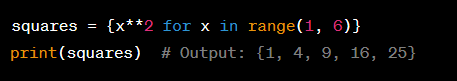 squares = {x**2 for x in range(1, 6)}
print(squares)  # Output: {1, 4, 9, 16, 25}